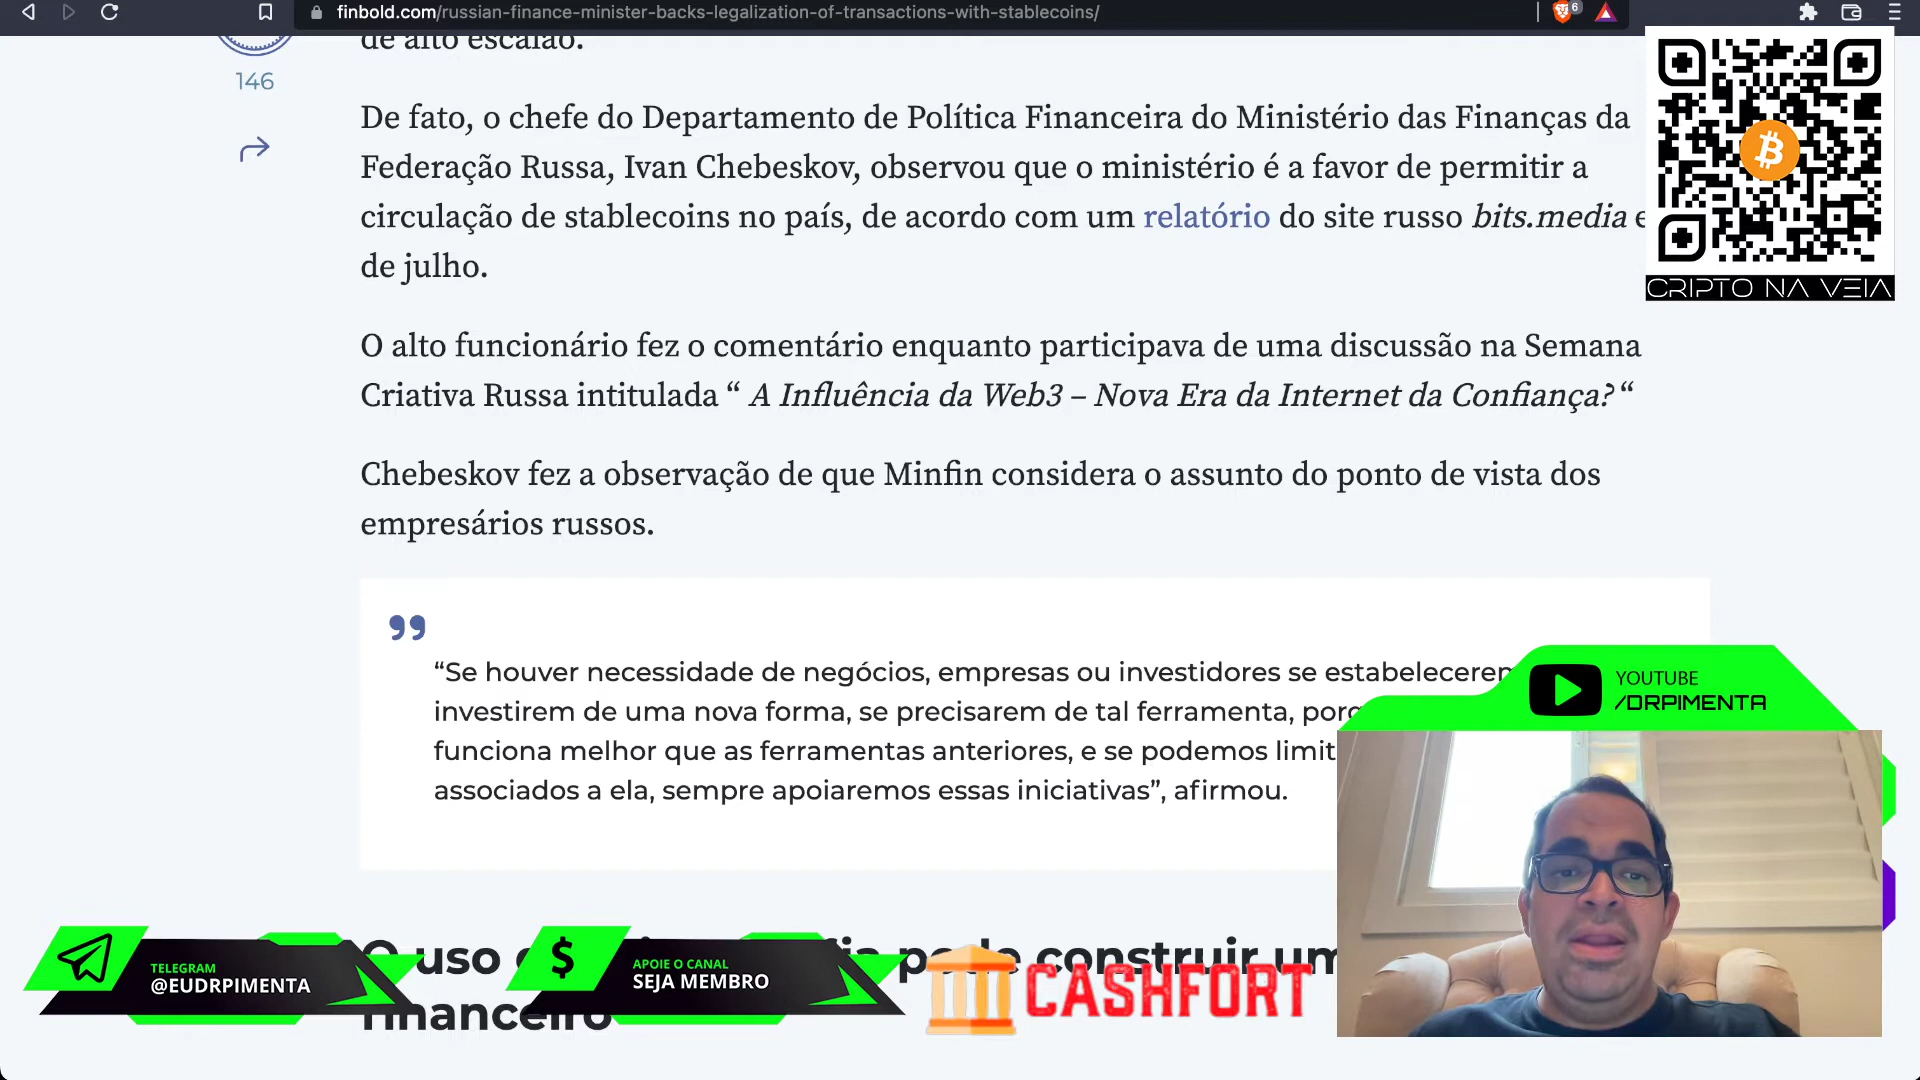 finbold.com/russian-finance-minister-backs-legalization-of-transactions-with-stablecoins/
6
de alto escalão.
146
De fato, o chefe do Departamento de Política Financeira do Ministério das Finanças da
Federação Russa, Ivan Chebeskov, observou que o ministério é a favor de permitir a
circulação de stablecoins no país, de acordo com um relatório do site russo bits.media e
de julho.
CRIPTO NA VEIA
O alto funcionário fez o comentário enquanto participava de uma discussão na Semana
Criativa Russa intitulada “ A Influência da Web3 – Nova Era da Internet da Confiança? “
Chebeskov fez a observação de que Minfin considera o assunto do ponto de vista dos
empresários russos.
“Se houver necessidade de negócios, empresas ou investidores se estabelecerem
investirem de uma nova forma, se precisarem de tal ferramenta,
funciona melhor que as ferramentas anteriores, e se podemos
associados a ela, sempre apoiaremos essas iniciativas”, afirmou.
YOUTUBE
/DRPIMENTA
O uso pode construir um
financeiro
TELEGRAM
@EUDRPIMENTA
APOIE O CANAL
SEJA MEMBRO
CASHFORT